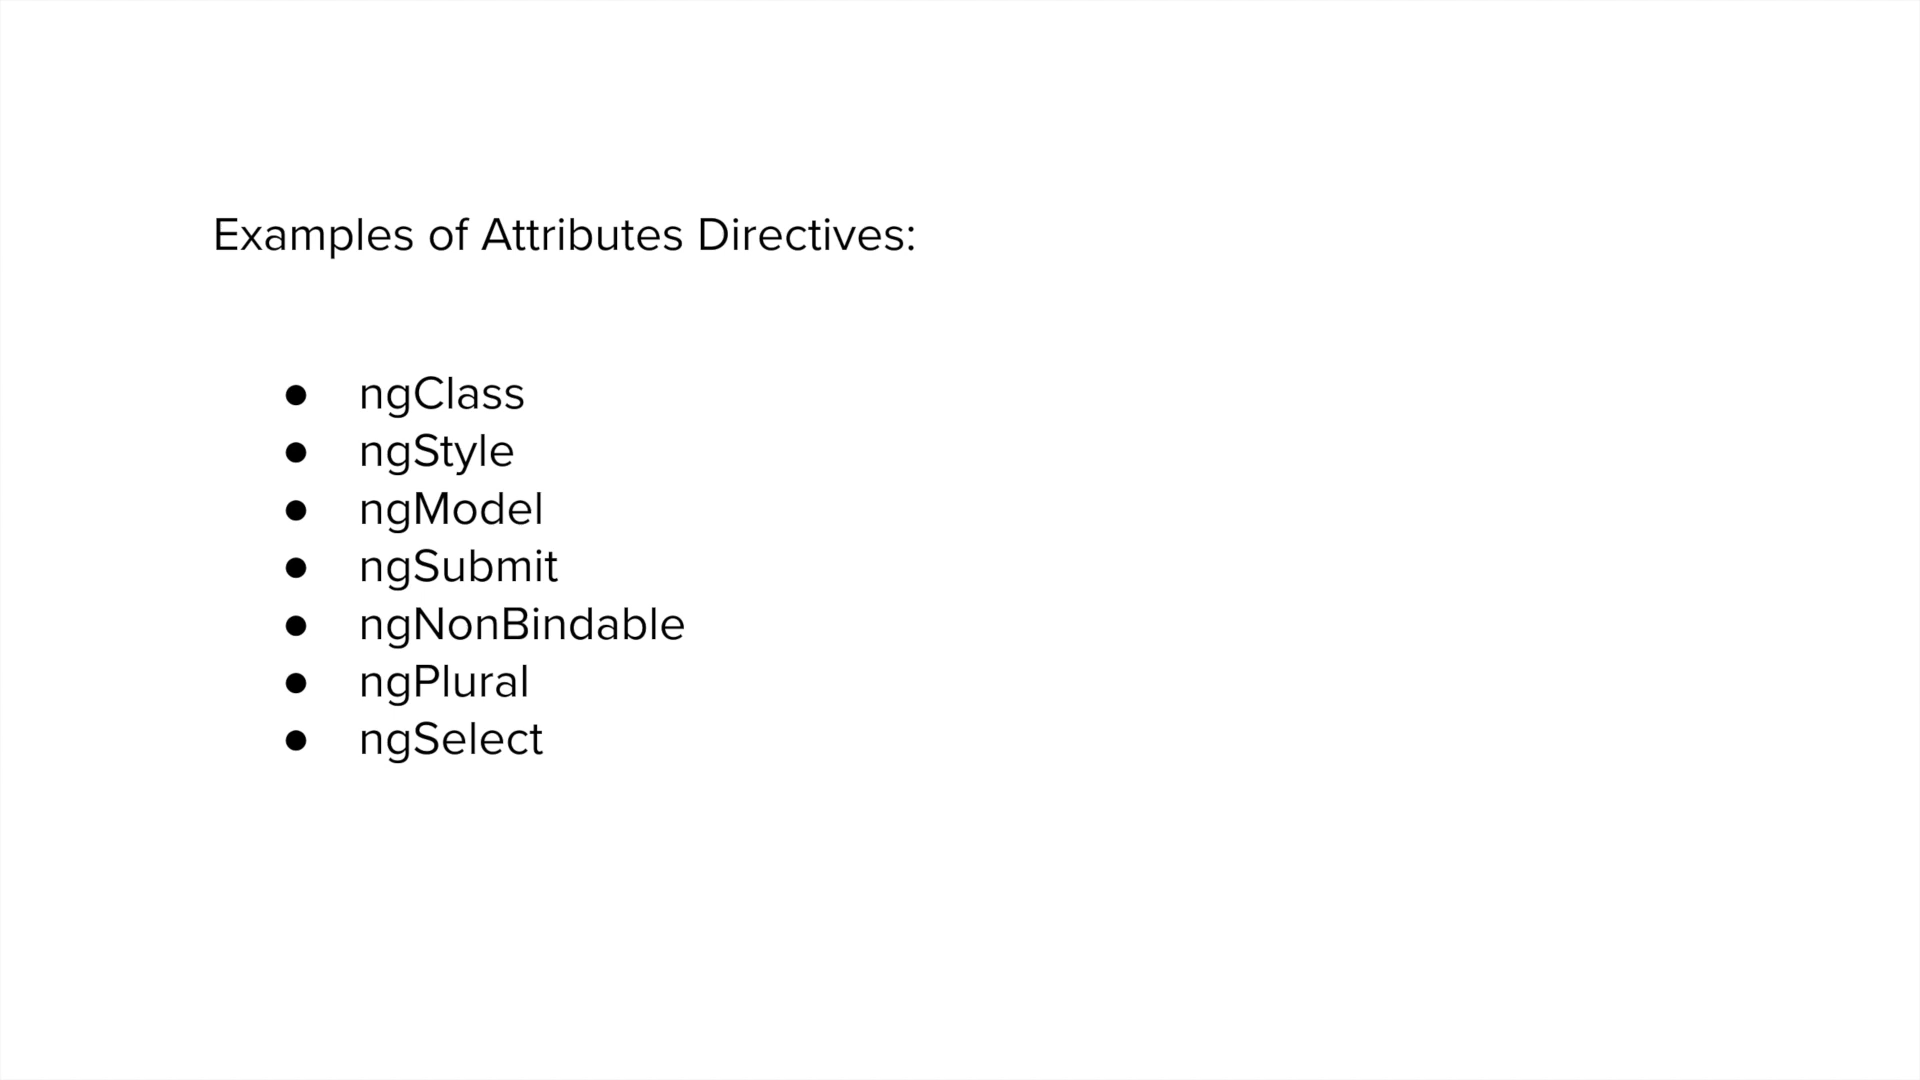 Examples of Attributes Directives:
● ngClass
● ngStyle
● ngModel
● ngSubmit
● ngNonBindable
● ngPlural
● ngSelect